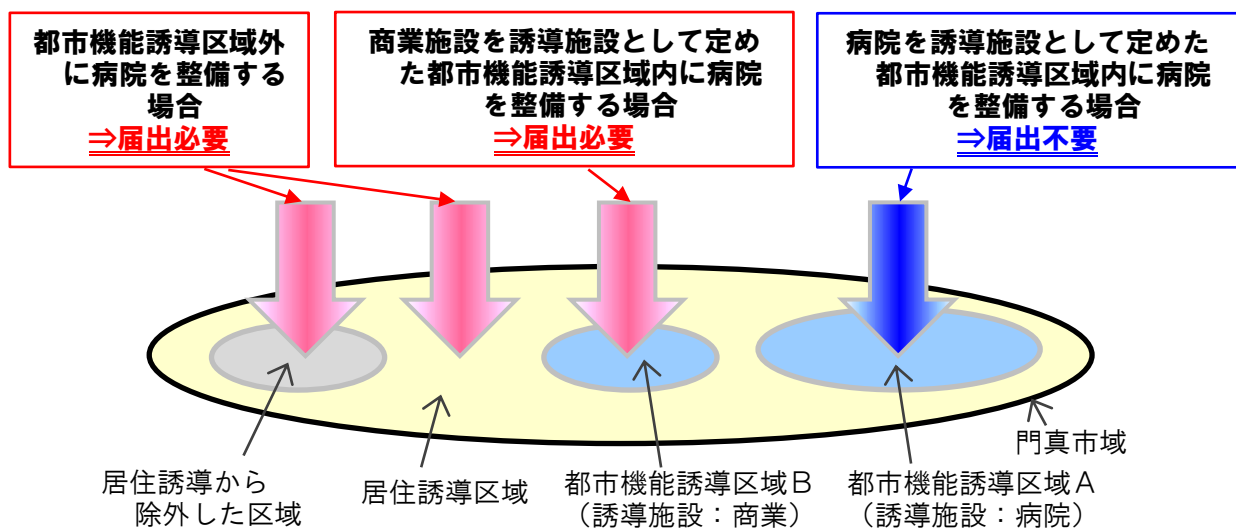 都市機能誘導区域外
に病院を整備する
場合
⇒届出必要
商業施設を誘導施設として定め
た都市機能誘導区域内に病院
を整備する場合
⇒届出必要
病院を誘導施設として定めた
都市機能誘導区域内に病院
を整備する場合
⇒届出不要
居住誘導から
除外した区域
居住誘導区域
都市機能誘導区域B
（誘導施設：商業）
都市機能誘導区域A
（誘導施設：病院）
門真市域